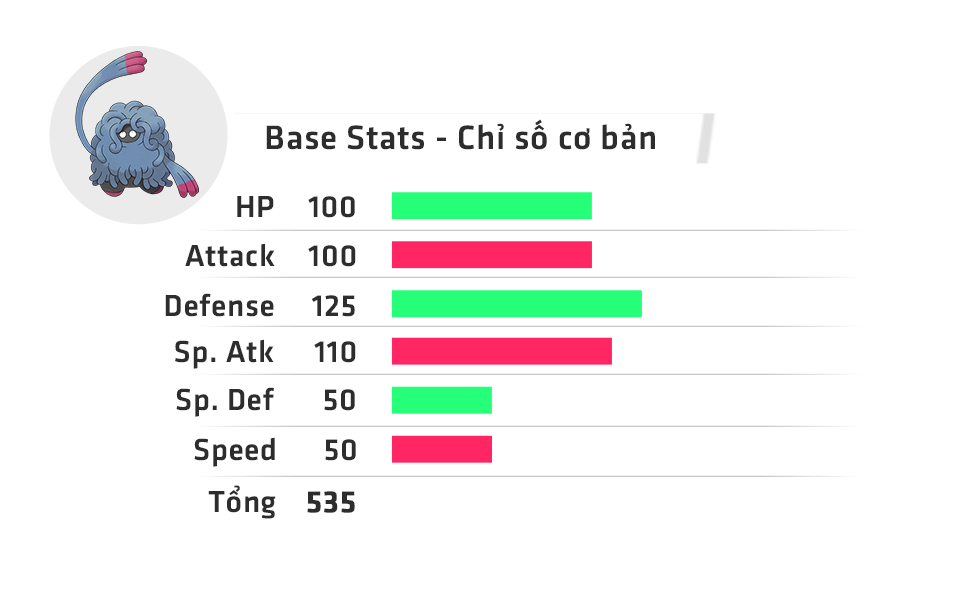 Base Stats - Chỉ số cơ bản
HP 100
Attack 100
Defense 125
Sp. Atk 110
Sp. Def 50
Speed 50
Tổng 535